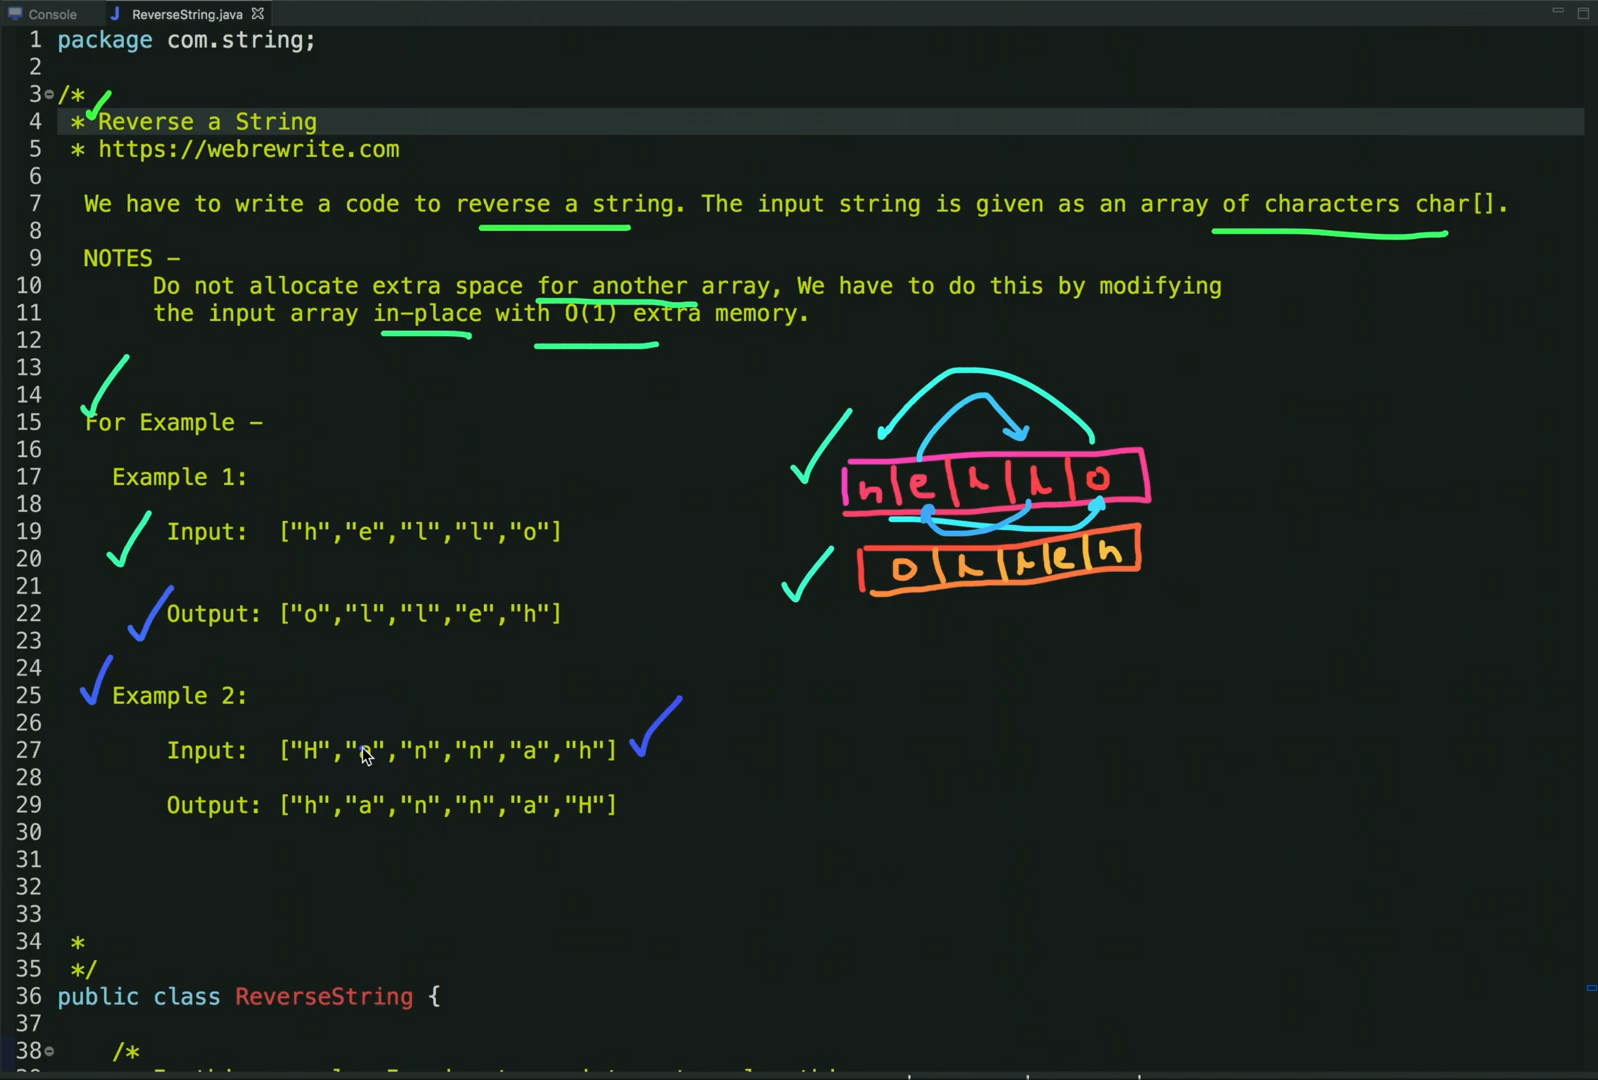 Console ReverseString.java
1 package com.string;
2
3 /*
4 * Reverse a String
5 * https://webrewrite.com
6
7 We have to write a code to reverse a string. The input string is given as an array of characters char[].
8
9 NOTES -
10 Do not allocate extra space for another array, We have to do this by modifying
11 the input array in-place with O(1) extra memory.
12
13
14
15 For Example -
16
17 Example 1:
18
19 Input: ["h","e","l","l","o"]
20
21
22 Output: ["o","l","l","e","h"]
23
24
25 Example 2:
26
27 Input: ["H","a","n","n","a","h"]
28
29 Output: ["h","a","n","n","a","H"]
30
31
32
33
34 *
35 */
36 public class ReverseString {
37
38 /*
h e l l o
o l l e h